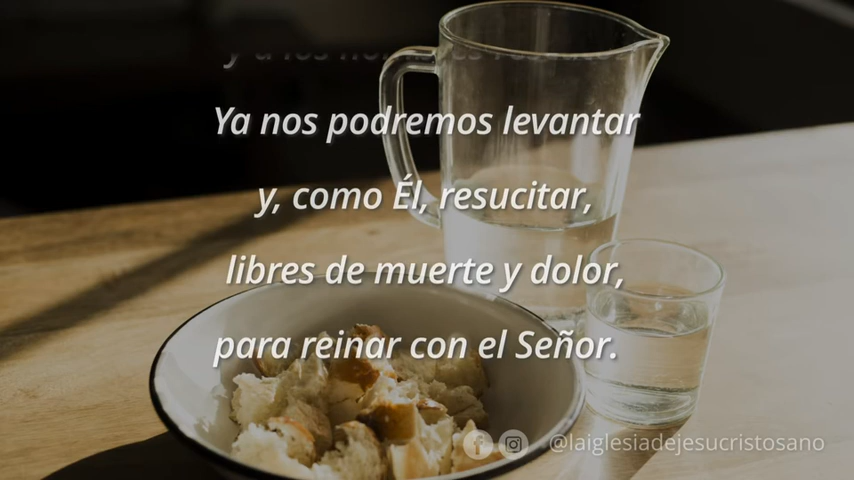 Ya nos podremos levantar
y, como Él, resucitar,
libres de muerte y dolor,
para reinar con el Señor.
@laiglesiadejesucristosano